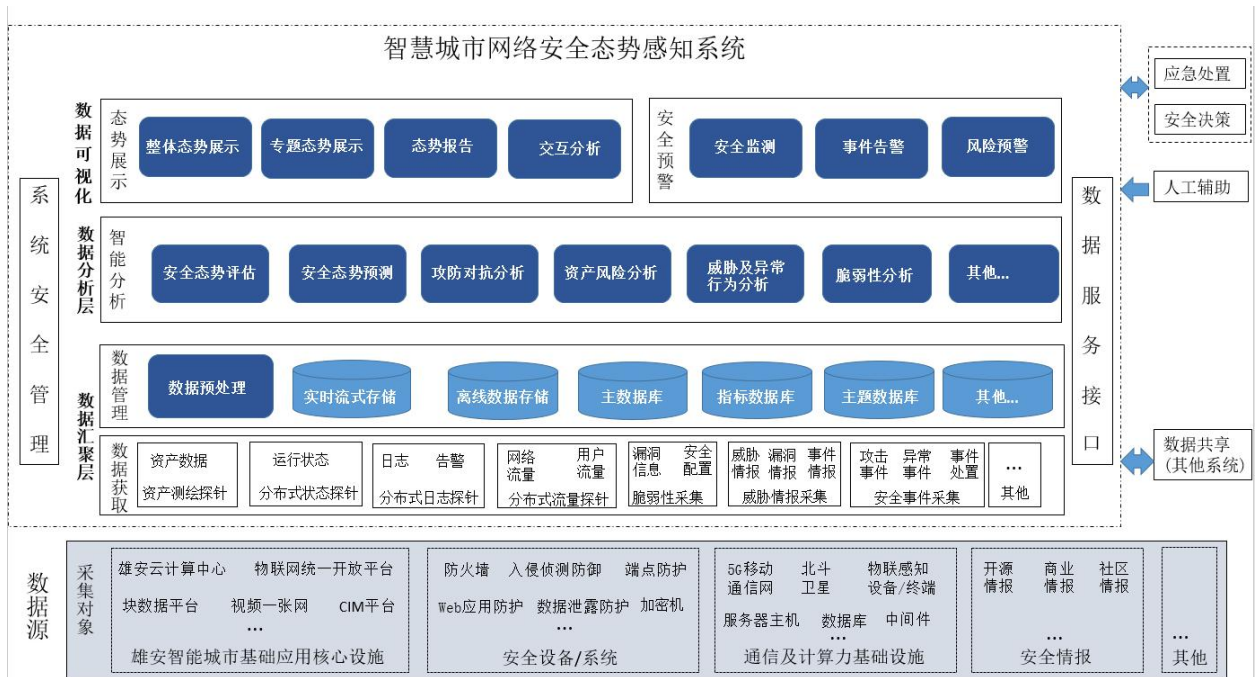 智慧城市网络安全态势感知系统
数据可视化
态势展示
整体态势展示
专题态势展示
态势报告
交互分析
安全预警
安全监测
事件告警
风险预警
应急处置
安全决策
人工辅助
系统安全管理
数据服务接口
数据分析层
智能分析
安全态势评估
安全态势预测
攻防对抗分析
资产风险分析
威胁及异常
行为分析
脆弱性分析
其他...
数据汇聚层
数据管理
数据预处理
实时流式存储
离线数据存储
主数据库
指标数据库
主题数据库
其他...
数据获取
资产数据
资产测绘探针
运行状态
分布式状态探针
日志 告警
分布式日志探针
网络 用户
流量 流量
分布式流量探针
漏洞 安全
信息 配置
脆弱性采集
威胁 漏洞 事件
情报 情报 情报
威胁情报采集
攻击 异常 事件
事件 事件 处置
安全事件采集
...
其他
数据共享
(其他系统)
数据源
采集对象
雄安云计算中心 物联网统一开放平台
块数据平台 视频一张网 CIM平台
...
雄安智能城市基础应用核心设施
防火墙 入侵侦测防御 端点防护
Web应用防护 数据泄露防护 加密机
...
安全设备/系统
5G移动 北斗 物联感知
通信网 卫星 设备/终端
服务器主机 数据库 中间件
...
通信及计算力基础设施
开源 商业 社区
情报 情报 情报
...
安全情报
...
其他